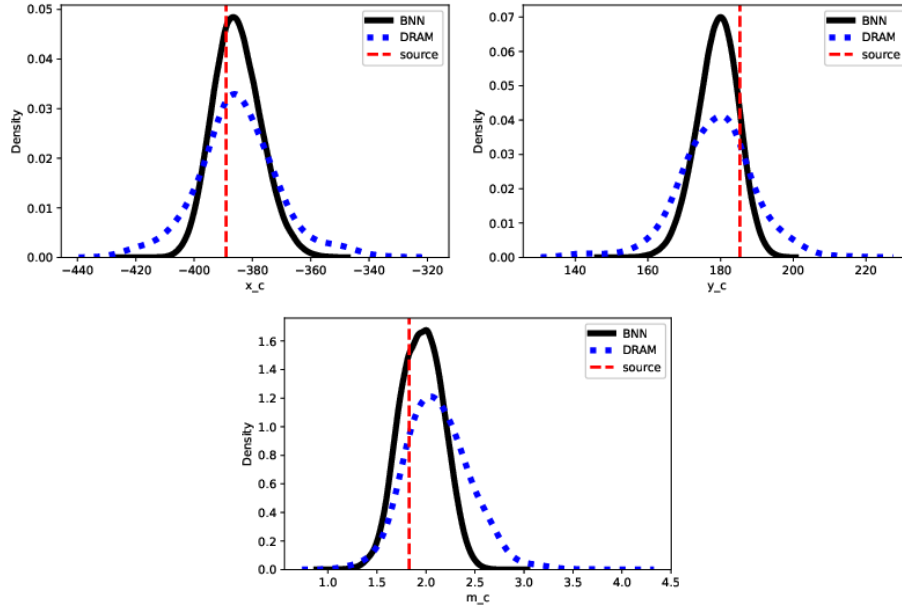 0.05
0.04
0.03
0.02
0.01
0.00
Density
−440
−420
−400
−380
−360
−340
−320
x_c
BNN
DRAM
source
0.07
0.06
0.05
0.04
0.03
0.02
0.01
0.00
Density
140
160
180
200
220
y_c
BNN
DRAM
source
1.6
1.4
1.2
1.0
0.8
0.6
0.4
0.2
0.0
Density
1.0
1.5
2.0
2.5
3.0
3.5
4.0
4.5
m_c
BNN
DRAM
source